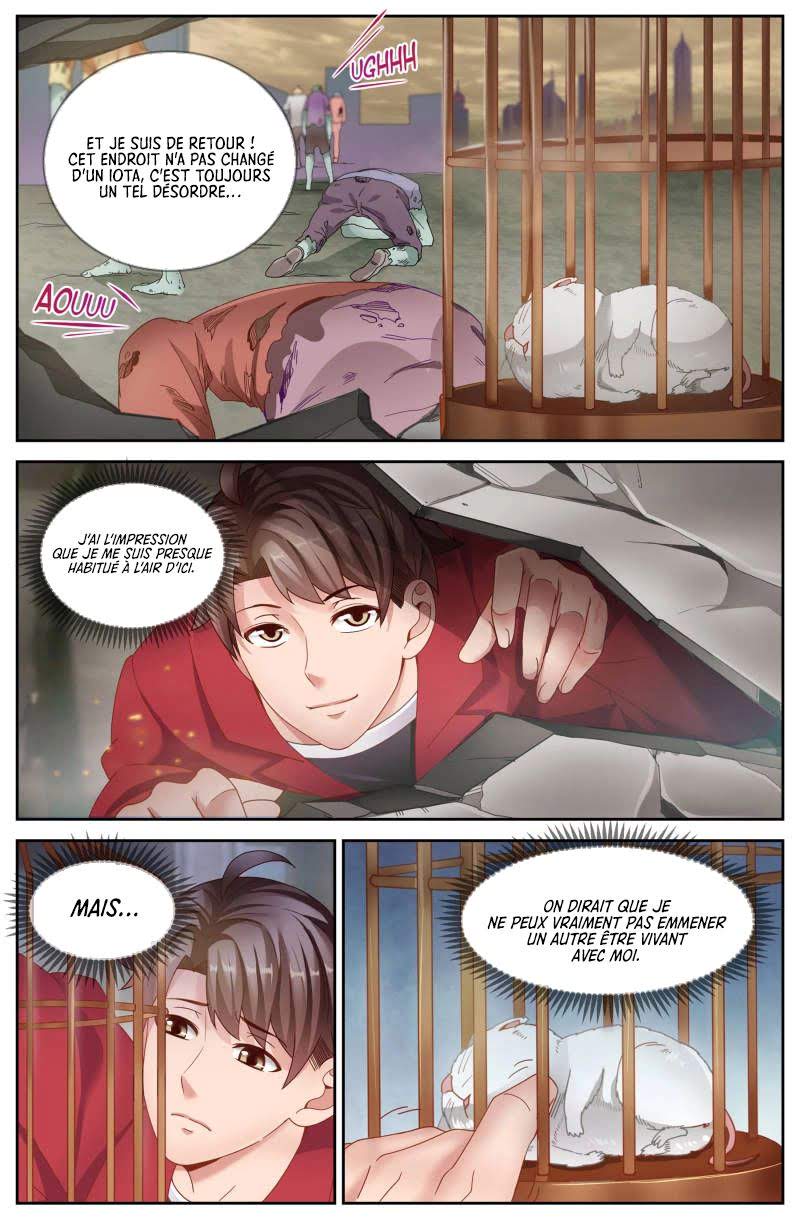 UGHHH
ET JE SUIS DE RETOUR !
CET ENDROIT N'A PAS CHANGÉ
D'UN IOTA, C'EST TOUJOURS
UN TEL DÉSORDRE...
AOUUU
J'AI L'IMPRESSION
QUE JE ME SUIS PRESQUE
HABITUÉ À L'AIR D'ICI.
MAIS...
ON DIRAIT QUE JE
NE PEUX VRAIMENT PAS EMMENER
UN AUTRE ÊTRE VIVANT
AVEC MOI.